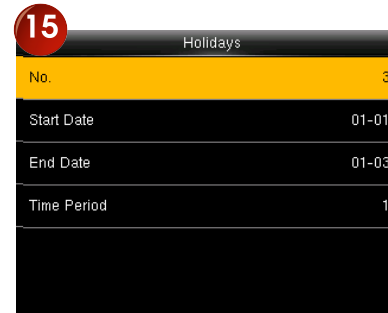 15
Holidays
No. 3
Start Date 01-01
End Date 01-03
Time Period 1